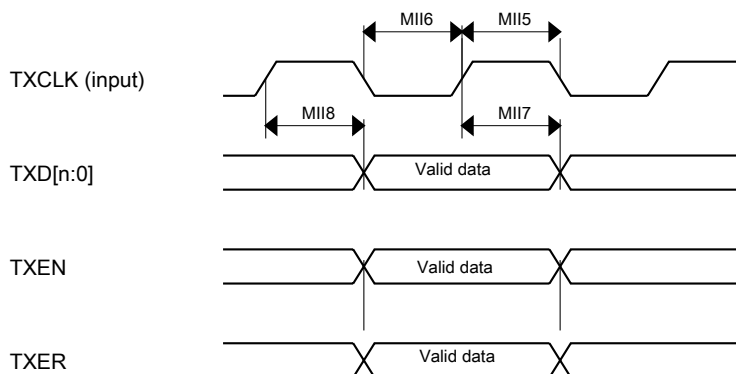 MII6 MII5
TXCLK (input)
MII8 MII7
TXD[n:0] Valid data
TXEN Valid data
TXER Valid data